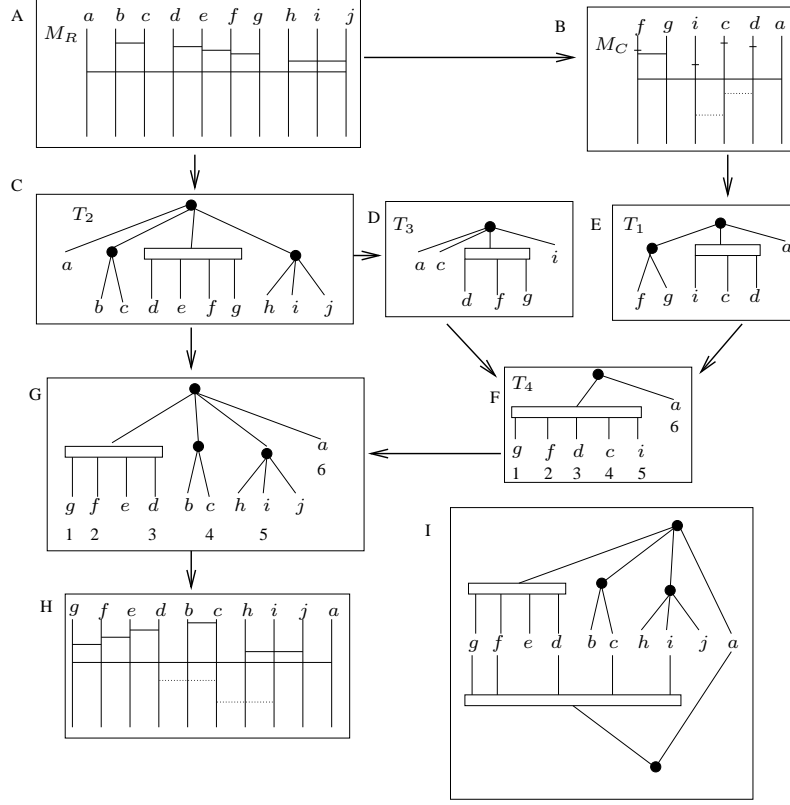 A
a b c d e f g h i j
M_R
B
f g i c d a
M_C
C
T_2
a
b c d e f g h i j
D
T_3
a c i
d f g
E
T_1
a
f g i c d
F
T_4
a
6
g f d c i
1 2 3 4 5
G
a
6
g f e d b c h i j
1 2 3 4 5
H
g f e d b c h i j a
I
g f e d b c h i j a